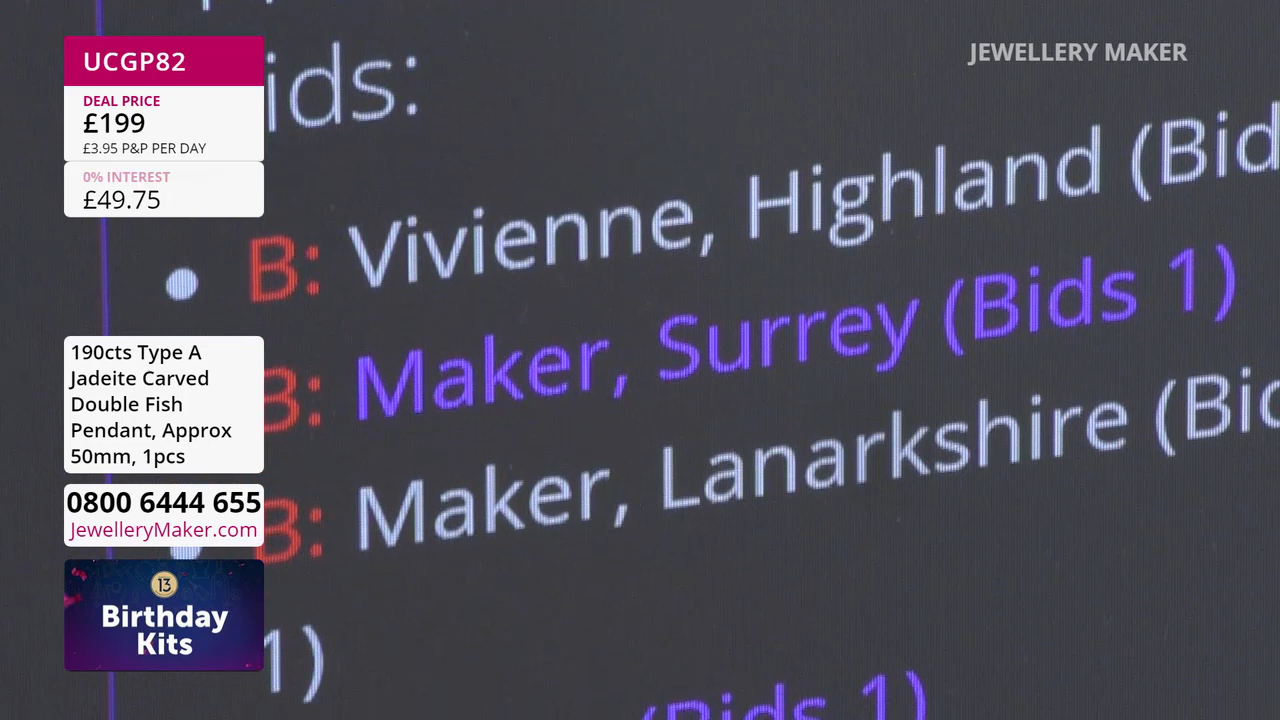 UCGP82
DEAL PRICE
£199
£3.95 P&P PER DAY
0% INTEREST
£49.75
190cts Type A
Jadeite Carved
Double Fish
Pendant, Approx
50mm, 1pcs
0800 6444 655
JewelleryMaker.com
13
Birthday
Kits
JEWELLERY MAKER
ids:
B: Vivienne, Highland (Bid
B: Maker, Surrey (Bids 1)
B: Maker, Lanarkshire (Bid
1)
(Bids 1)